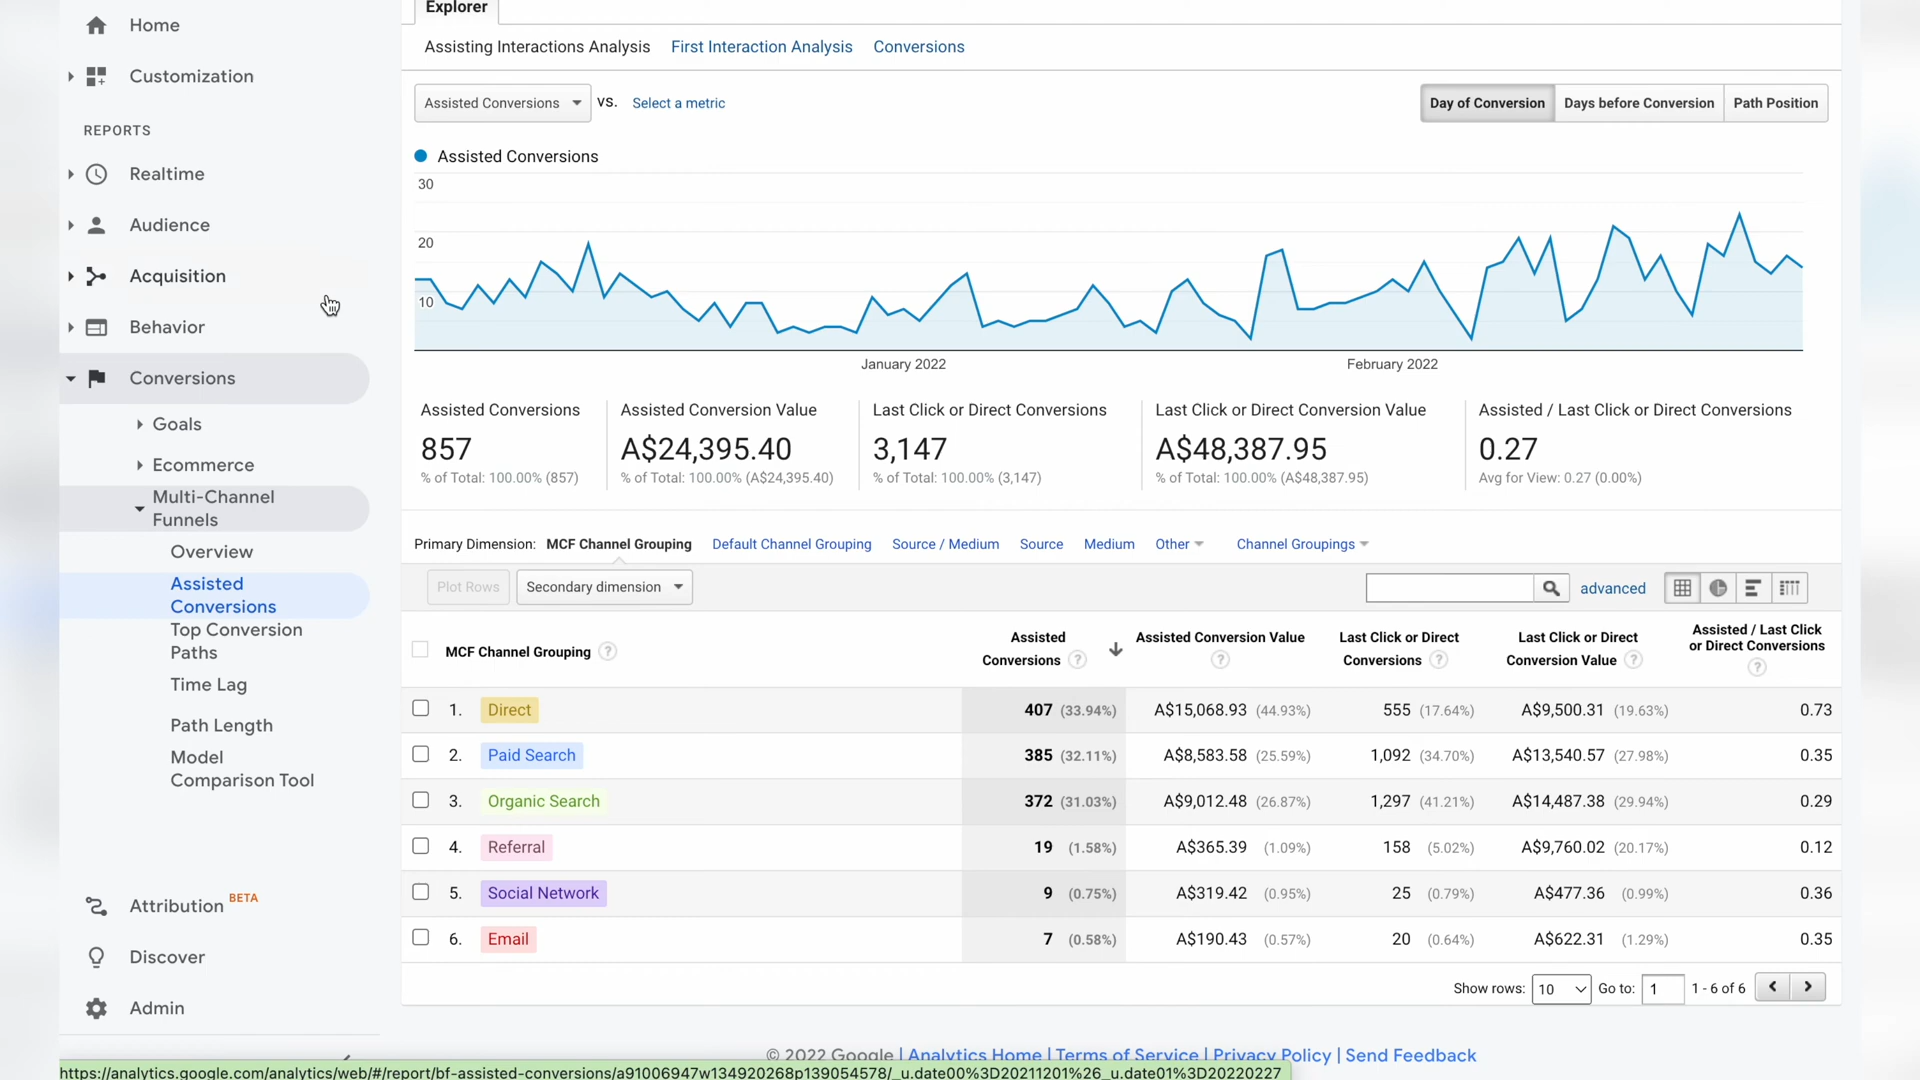 Home
Customization
REPORTS
Realtime
Audience
Acquisition
Behavior
Conversions
Goals
Ecommerce
Multi-Channel
Funnels
Overview
Assisted
Conversions
Top Conversion
Paths
Time Lag
Path Length
Model
Comparison Tool
Attribution BETA
Discover
Admin
Explorer
Assisting Interactions Analysis First Interaction Analysis Conversions
Assisted Conversions VS. Select a metric
Day of Conversion Days before Conversion Path Position
Assisted Conversions
30
20
10
January 2022 February 2022
Assisted Conversions
857
% of Total: 100.00% (857)
Assisted Conversion Value
A$24,395.40
% of Total: 100.00% (A$24,395.40)
Last Click or Direct Conversions
3,147
% of Total: 100.00% (3,147)
Last Click or Direct Conversion Value
A$48,387.95
% of Total: 100.00% (A$48,387.95)
Assisted / Last Click or Direct Conversions
0.27
Avg for View: 0.27 (0.00%)
Primary Dimension: MCF Channel Grouping Default Channel Grouping Source / Medium Source Medium Other Channel Groupings
Plot Rows Secondary dimension advanced
MCF Channel Grouping ?
Assisted
Conversions ?
Assisted Conversion Value
?
Last Click or Direct
Conversions ?
Last Click or Direct
Conversion Value ?
Assisted / Last Click
or Direct Conversions
?
1. Direct 407 (33.94%) A$15,068.93 (44.93%) 555 (17.64%) A$9,500.31 (19.63%) 0.73
2. Paid Search 385 (32.11%) A$8,583.58 (25.59%) 1,092 (34.70%) A$13,540.57 (27.98%) 0.35
3. Organic Search 372 (31.03%) A$9,012.48 (26.87%) 1,297 (41.21%) A$14,487.38 (29.94%) 0.29
4. Referral 19 (1.58%) A$365.39 (1.09%) 158 (5.02%) A$9,760.02 (20.17%) 0.12
5. Social Network 9 (0.75%) A$319.42 (0.95%) 25 (0.79%) A$477.36 (0.99%) 0.36
6. Email 7 (0.58%) A$190.43 (0.57%) 20 (0.64%) A$622.31 (1.29%) 0.35
Show rows: 10 Go to: 1 1 - 6 of 6
© 2022 Google | Analytics Home | Terms of Service | Privacy Policy | Send Feedback
https://analytics.google.com/analytics/web/#/report/bf-assisted-conversions/a91006947w134920268p139054578/_u.date00%3D20211201%26_u.date01%3D20220227